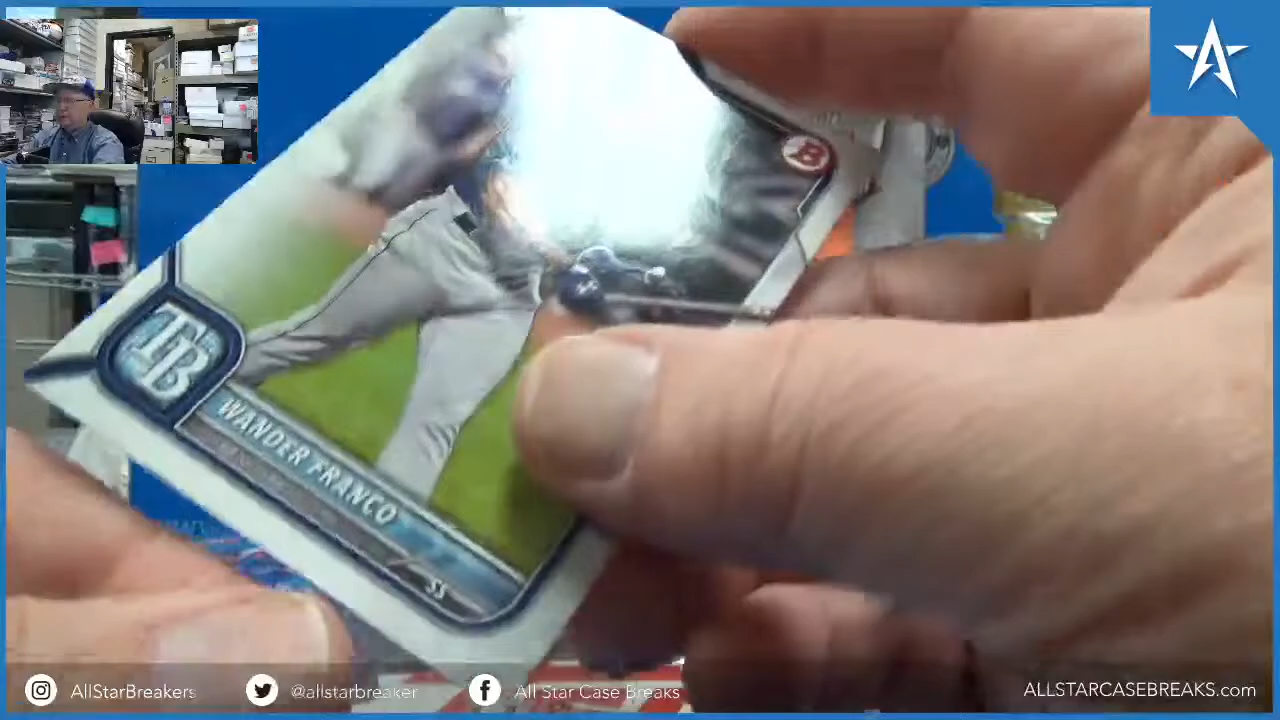 B
TB
WANDER FRANCO
SS
AllStarBreakers
@allstarbreaker
All Star Case Breaks
ALLSTARCASEBREAKS.com